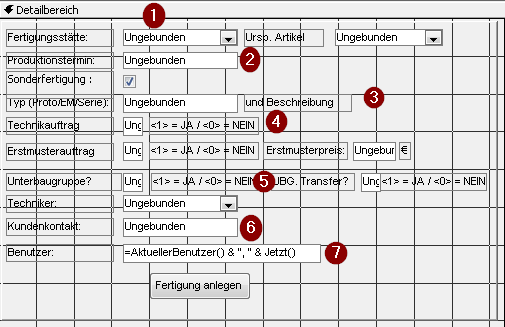 Detailbereich
1
Fertigungsstätte: Ungebunden Ursp. Artikel Ungebunden
Produktionstermin: Ungebunden 2
Sonderfertigung :
Typ (Proto/EM/Serie): Ungebunden und Beschreibung 3
Technikauftrag Ung <1> = JA / <0> = NEIN 4
Erstmusterauftrag Ung <1> = JA / <0> = NEIN Erstmusterpreis: Ungebur €
Unterbaugruppe? Ung <1> = JA / <0> = NEIN 5 UBG. Transfer? Ung <1> = JA / <0> = NEIN
Techniker: Ungebunden
Kundenkontakt: Ungebunden 6
Benutzer: =AktuellerBenutzer() & ", " & Jetzt() 7
Fertigung anlegen